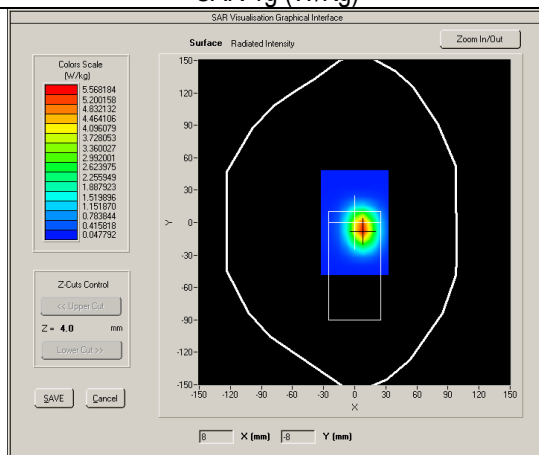 SAR 1g (W/Kg)
SAR Visualisation Graphical Interface
Surface Radiated Intensity
Zoom In/Out
Colors Scale
(W/kg)
5.568184
5.200158
4.832132
4.464106
4.096079
3.728053
3.360027
2.992001
2.623975
2.255949
1.887923
1.519896
1.151870
0.783844
0.415818
0.047792
Z-Cuts Control
<< Upper Cut
Z = 4.0 mm
Lower Cut >>
SAVE Cancel
150
120
90
60
30
0
-30
-60
-90
-120
-150
Y
-150 -120 -90 -60 -30 0 30 60 90 120 150
X
8 X (mm) -8 Y (mm)